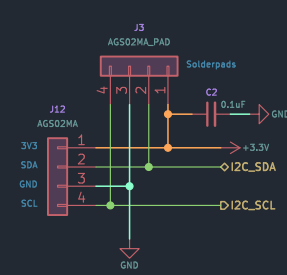 J3
AGS02MA_PAD
Solderpads
4
3
2
1
C2
0.1uF
GND
J12
AGS02MA
3V3
1
+3.3V
SDA
2
I2C_SDA
GND
3
SCL
4
I2C_SCL
GND